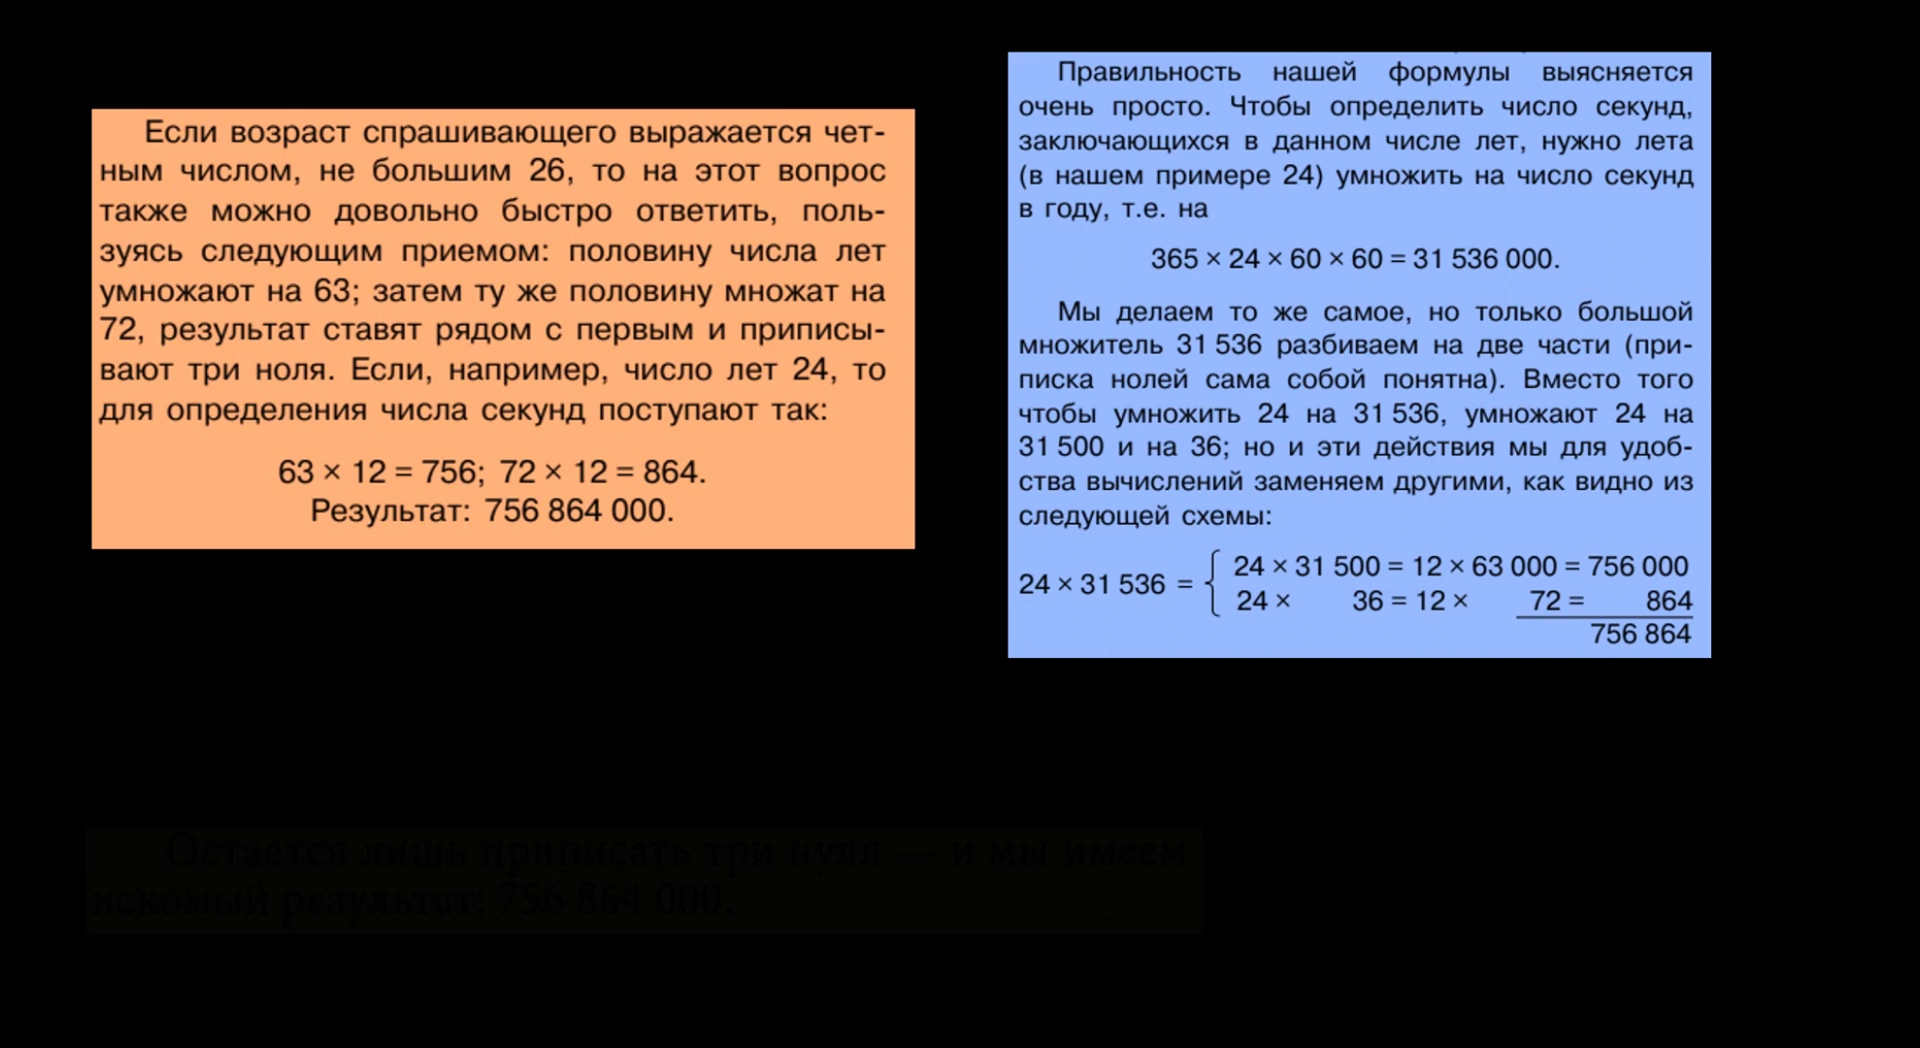 Если возраст спрашивающего выражается чет-
ным числом, не большим 26, то на этот вопрос
также можно довольно быстро ответить, поль-
зуясь следующим приемом: половину числа лет
умножают на 63; затем ту же половину множат на
72, результат ставят рядом с первым и приписы-
вают три ноля. Если, например, число лет 24, то
для определения числа секунд поступают так:
63 × 12 = 756; 72 × 12 = 864.
Результат: 756 864 000.
Правильность нашей формулы выясняется
очень просто. Чтобы определить число секунд,
заключающихся в данном числе лет, нужно лета
(в нашем примере 24) умножить на число секунд
в году, т.е. на
365 × 24 × 60 × 60 = 31 536 000.
Мы делаем то же самое, но только большой
множитель 31 536 разбиваем на две части (при-
писка нолей сама собой понятна). Вместо того
чтобы умножить 24 на 31 536, умножают 24 на
31 500 и на 36; но и эти действия мы для удоб-
ства вычислений заменяем другими, как видно из
следующей схемы:
24 × 31 536 = { 24 × 31 500 = 12 × 63 000 = 756 000
24 × 36 = 12 × 72 = 864
756 864
Остается лишь приписать три нуля — и мы имеем
искомый результат: 756 864 000.